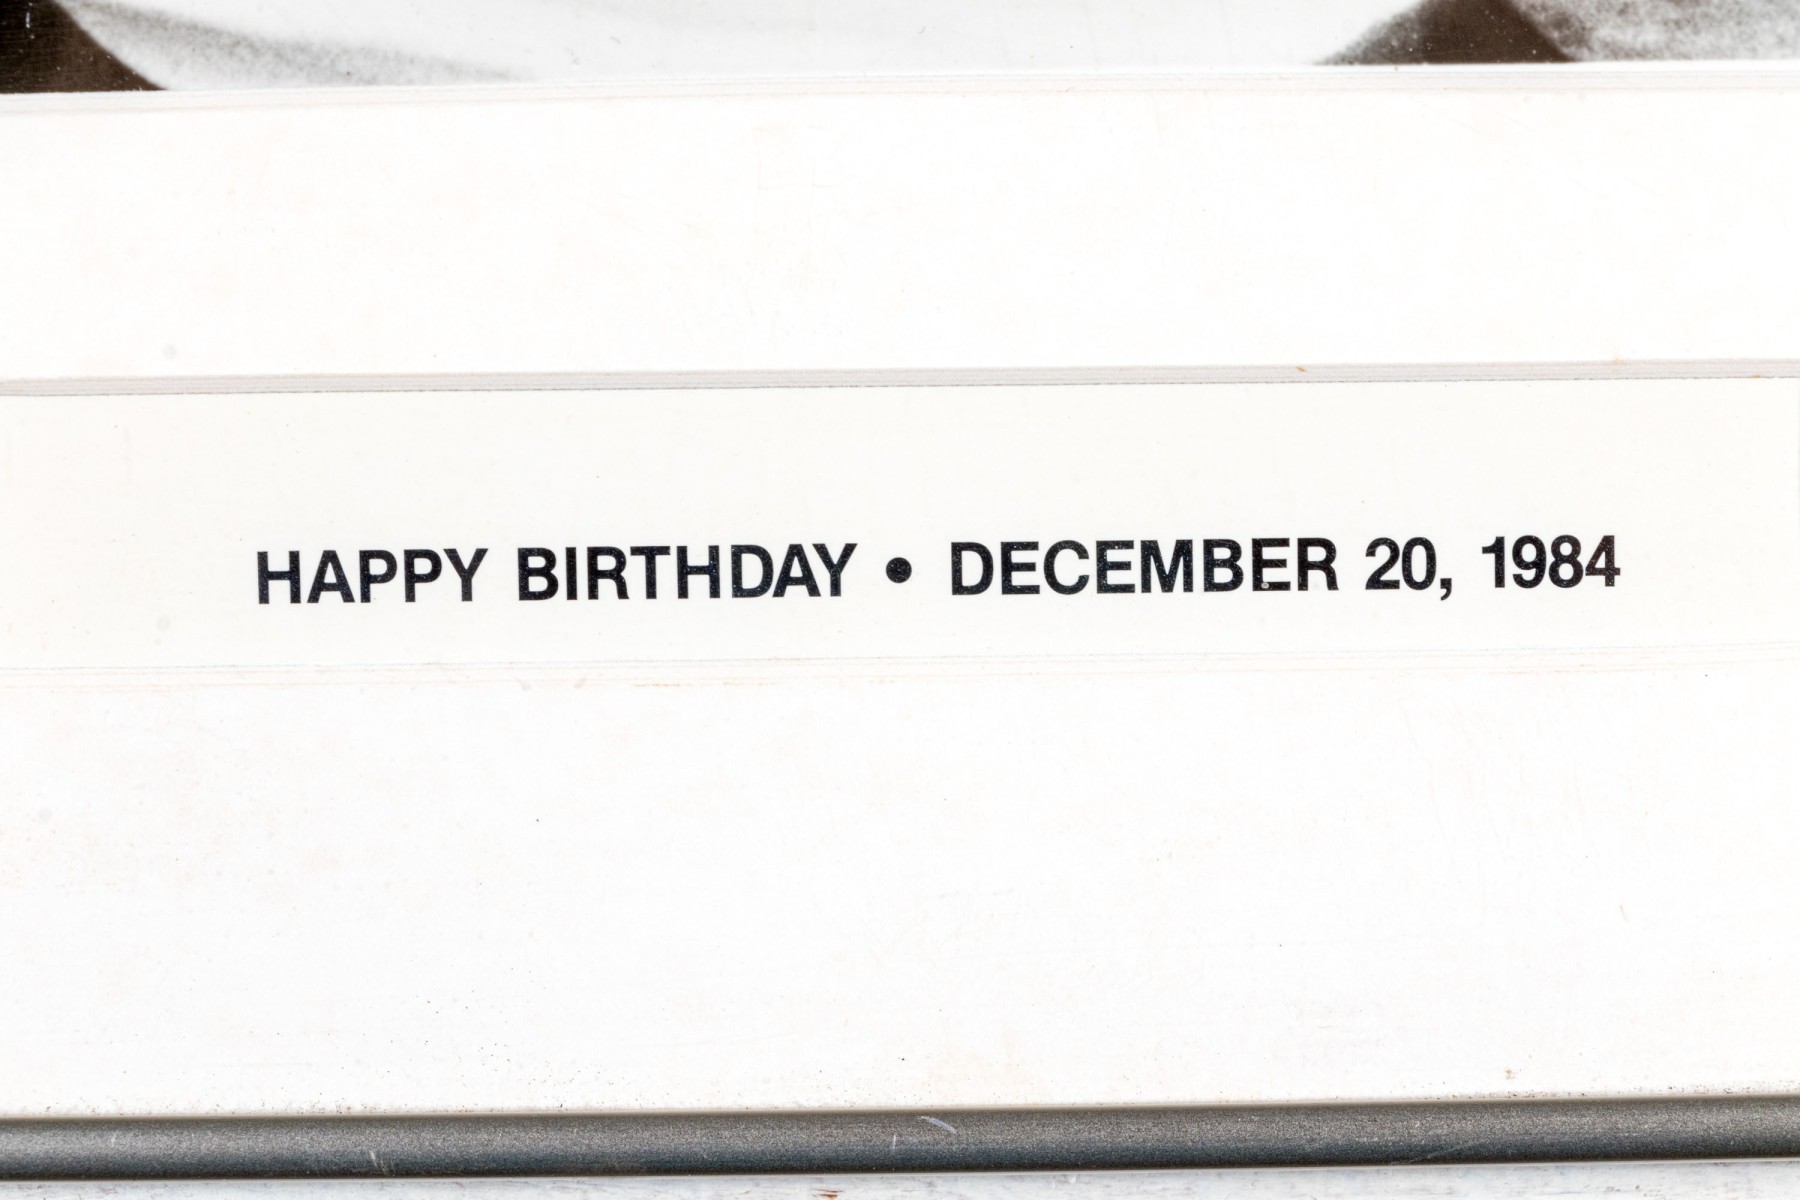 HAPPY BIRTHDAY • DECEMBER 20, 1984